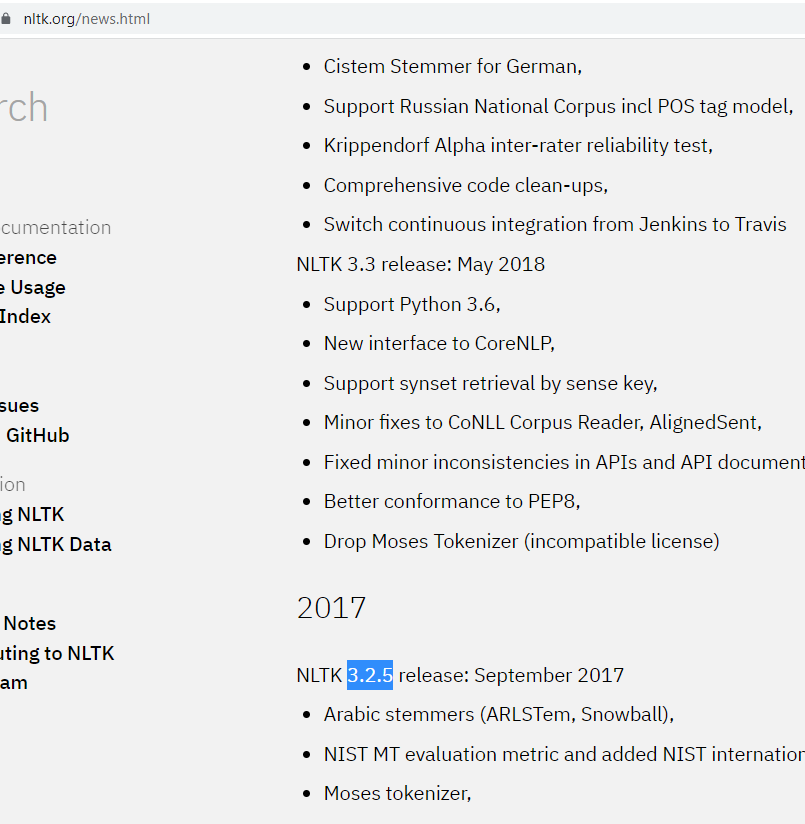 nltk.org/news.html
rch
cumentation
erence
e Usage
Index
sues
GitHub
ion
g NLTK
g NLTK Data
Notes
uting to NLTK
am
• Cistem Stemmer for German,
• Support Russian National Corpus incl POS tag model,
• Krippendorf Alpha inter-rater reliability test,
• Comprehensive code clean-ups,
• Switch continuous integration from Jenkins to Travis
NLTK 3.3 release: May 2018
• Support Python 3.6,
• New interface to CoreNLP,
• Support synset retrieval by sense key,
• Minor fixes to CoNLL Corpus Reader, AlignedSent,
• Fixed minor inconsistencies in APIs and API document
• Better conformance to PEP8,
• Drop Moses Tokenizer (incompatible license)
2017
NLTK 3.2.5 release: September 2017
• Arabic stemmers (ARLSTem, Snowball),
• NIST MT evaluation metric and added NIST internation
• Moses tokenizer,